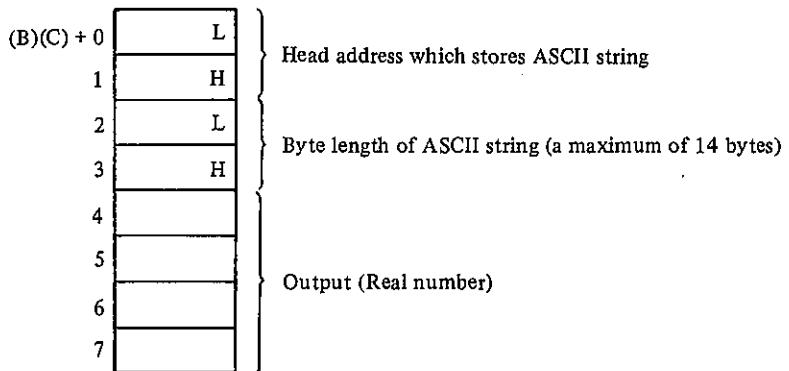 (B)(C) + 0 L
Head address which stores ASCII string
1 H
2 L
Byte length of ASCII string (a maximum of 14 bytes)
3 H
4
5
Output (Real number)
6
7